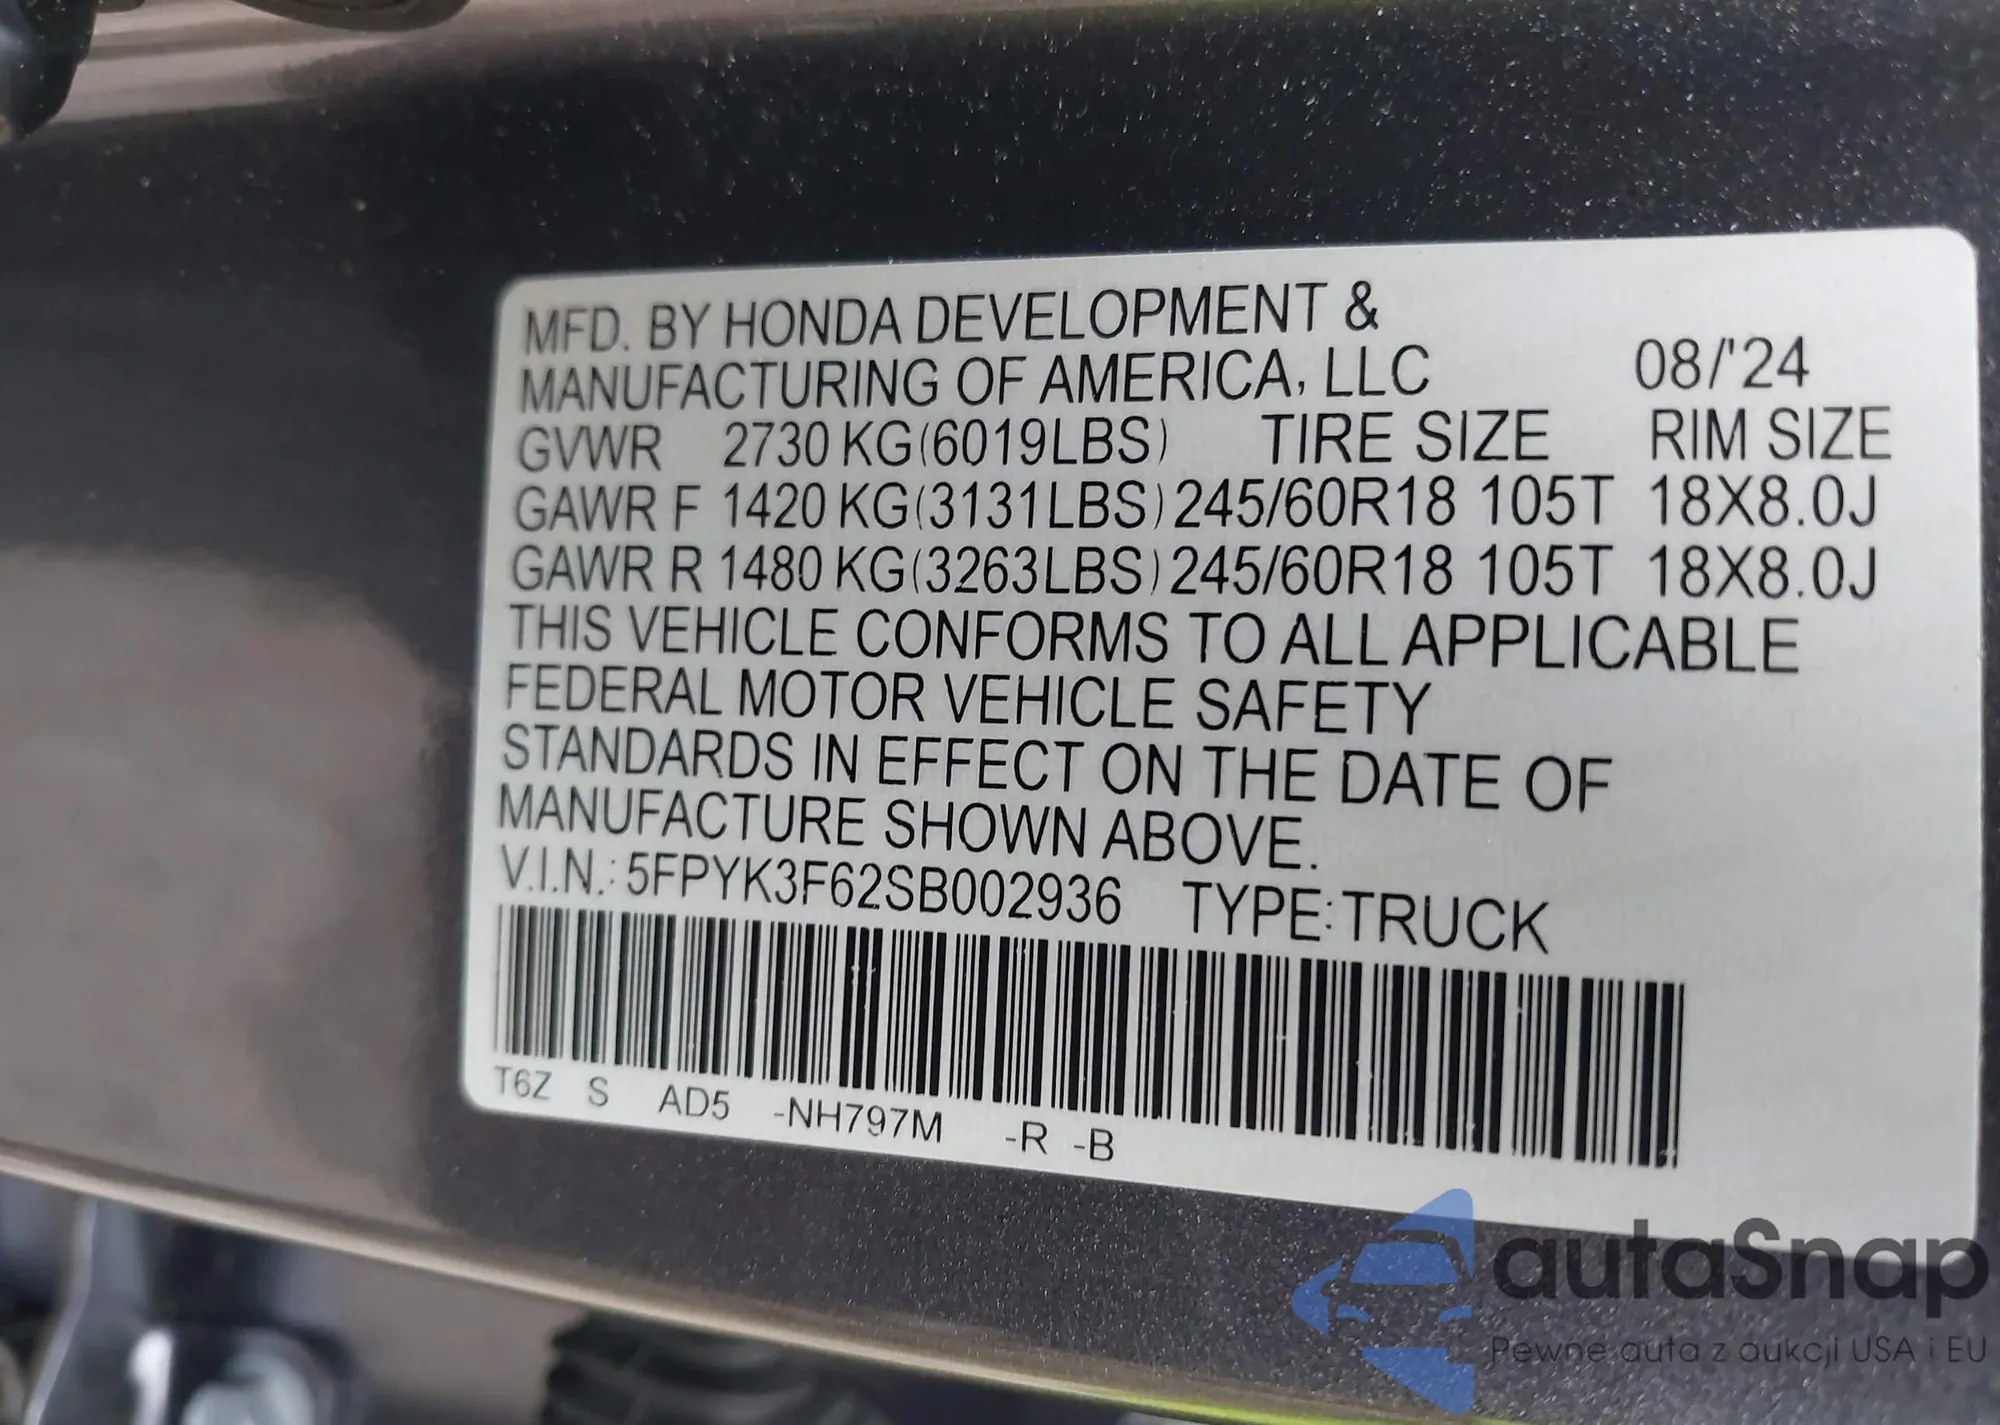 MFD. BY HONDA DEVELOPMENT &
MANUFACTURING OF AMERICA, LLC 08/'24
GVWR 2730 KG(6019LBS) TIRE SIZE RIM SIZE
GAWR F 1420 KG(3131LBS) 245/60R18 105T 18X8.0J
GAWR R 1480 KG(3263LBS) 245/60R18 105T 18X8.0J
THIS VEHICLE CONFORMS TO ALL APPLICABLE
FEDERAL MOTOR VEHICLE SAFETY
STANDARDS IN EFFECT ON THE DATE OF
MANUFACTURE SHOWN ABOVE.
V.I.N.: 5FPYK3F62SB002936 TYPE:TRUCK
T6Z S AD5 -NH797M -R -B
autaSnap
Pewne auta z aukcji USA i EU